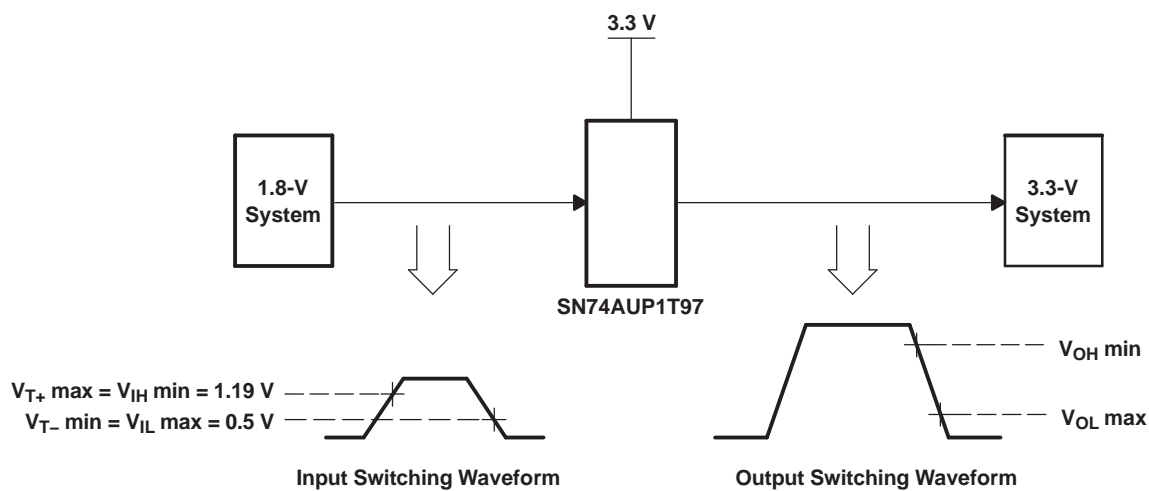 3.3 V
1.8-V
System
3.3-V
System
SN74AUP1T97
VOH min
VT+ max = VIH min = 1.19 V
VT– min = VIL max = 0.5 V
VOL max
Input Switching Waveform
Output Switching Waveform